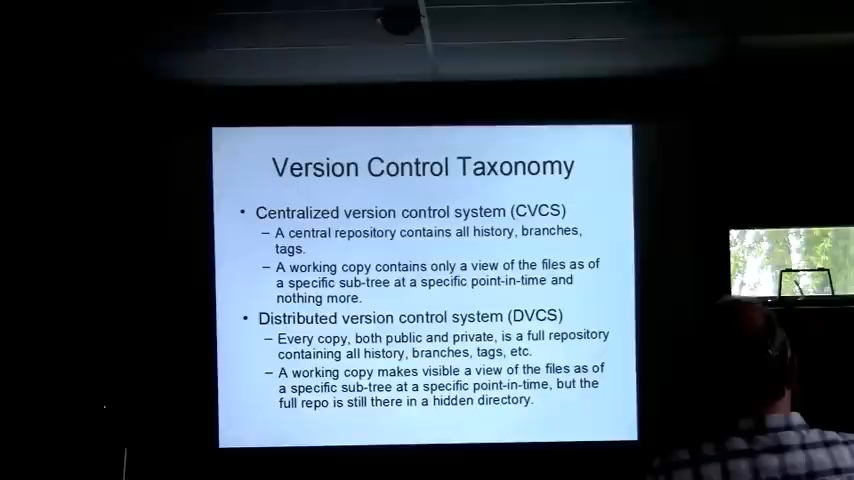 Version Control Taxonomy
• Centralized version control system (CVCS)
– A central repository contains all history, branches,
tags.
– A working copy contains only a view of the files as of
a specific sub-tree at a specific point-in-time and
nothing more.
• Distributed version control system (DVCS)
– Every copy, both public and private, is a full repository
containing all history, branches, tags, etc.
– A working copy makes visible a view of the files as of
a specific sub-tree at a specific point-in-time, but the
full repo is still there in a hidden directory.